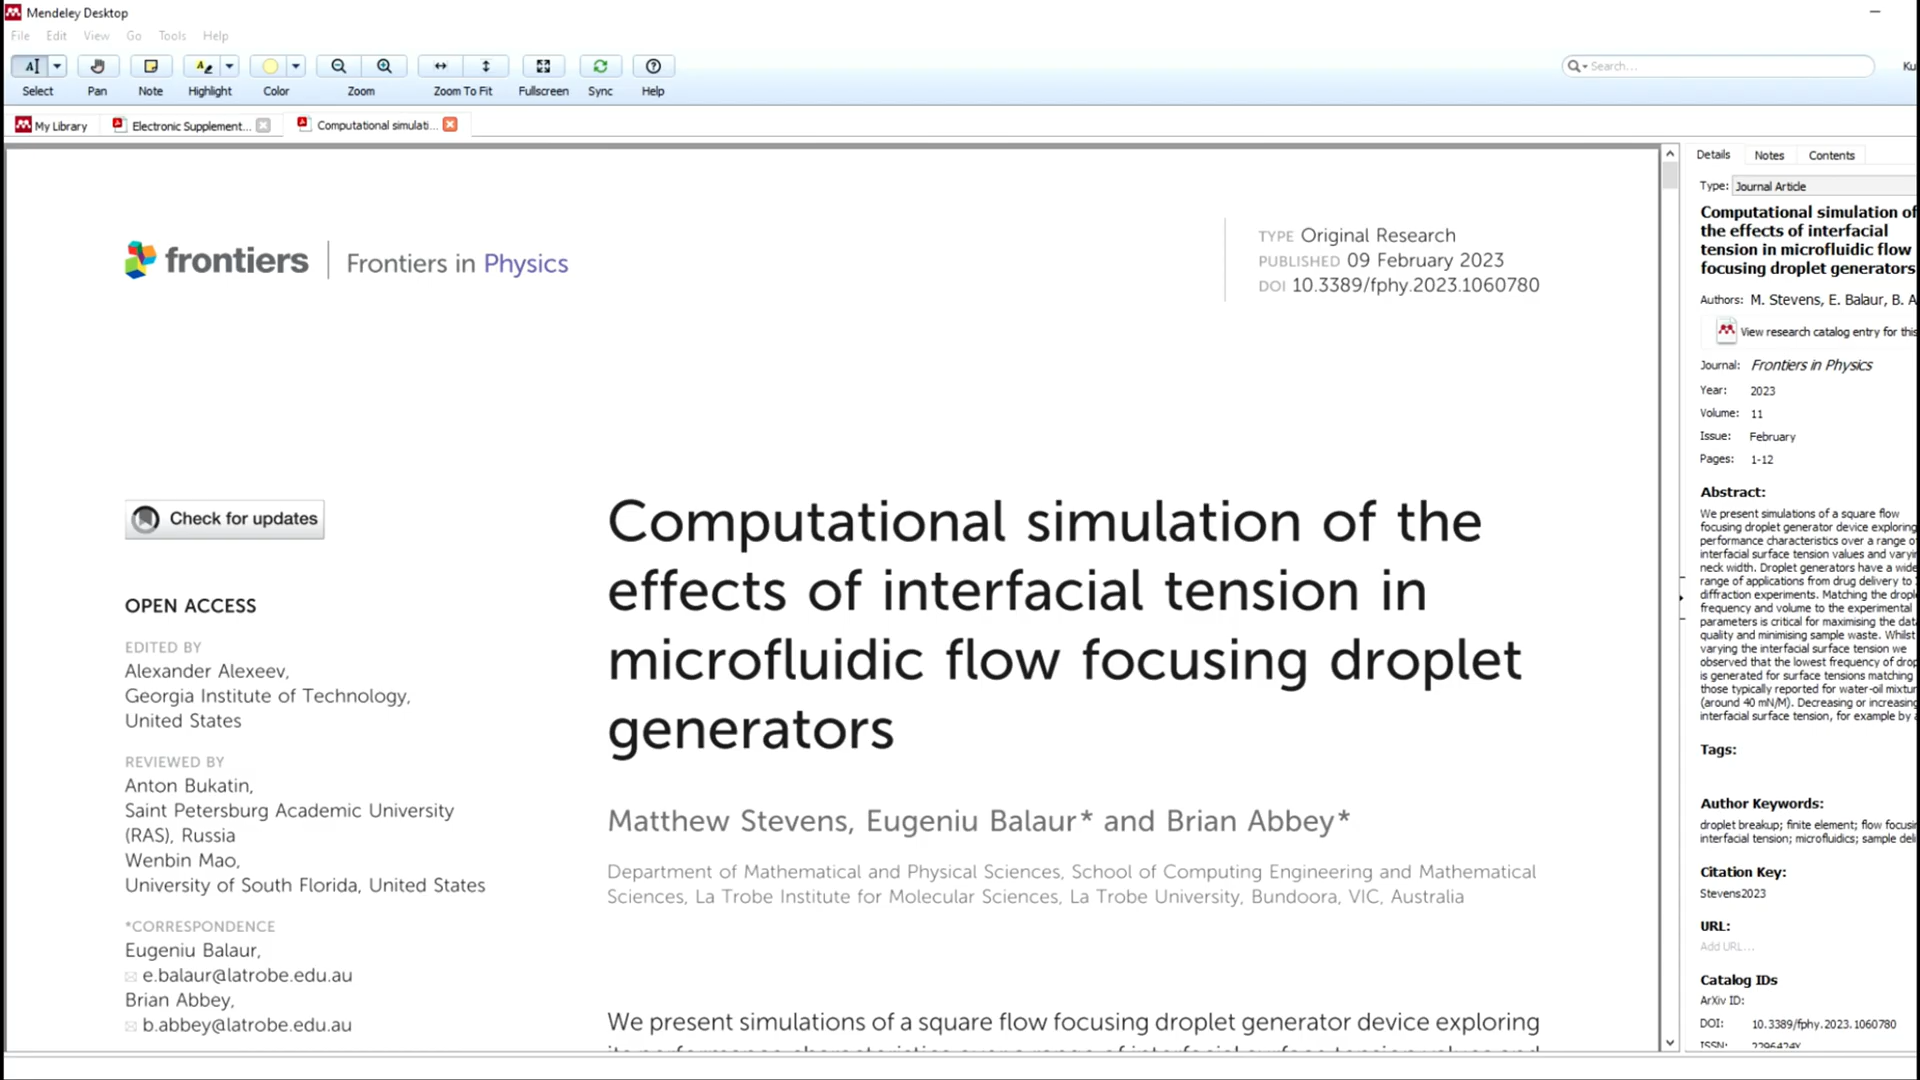 Mendeley Desktop
File Edit View Go Tools Help
Select Pan Note Highlight Color Zoom Zoom To Fit Fullscreen Sync Help
Search...
Ku
My Library Electronic Supplement... Computational simulati...
frontiers Frontiers in Physics
TYPE Original Research
PUBLISHED 09 February 2023
DOI 10.3389/fphy.2023.1060780
Check for updates
OPEN ACCESS
EDITED BY
Alexander Alexeev,
Georgia Institute of Technology,
United States
REVIEWED BY
Anton Bukatin,
Saint Petersburg Academic University
(RAS), Russia
Wenbin Mao,
University of South Florida, United States
*CORRESPONDENCE
Eugeniu Balaur,
e.balaur@latrobe.edu.au
Brian Abbey,
b.abbey@latrobe.edu.au
Computational simulation of the
effects of interfacial tension in
microfluidic flow focusing droplet
generators
Matthew Stevens, Eugeniu Balaur* and Brian Abbey*
Department of Mathematical and Physical Sciences, School of Computing Engineering and Mathematical
Sciences, La Trobe Institute for Molecular Sciences, La Trobe University, Bundoora, VIC, Australia
We present simulations of a square flow focusing droplet generator device exploring
its performance characteristics over a range of interfacial surface tension values and
Details Notes Contents
Type: Journal Article
Computational simulation of
the effects of interfacial
tension in microfluidic flow
focusing droplet generators
Authors: M. Stevens, E. Balaur, B. A
View research catalog entry for this
Journal: Frontiers in Physics
Year: 2023
Volume: 11
Issue: February
Pages: 1-12
Abstract:
We present simulations of a square flow
focusing droplet generator device exploring
performance characteristics over a range o
interfacial surface tension values and varyi
neck width. Droplet generators have a wide
range of applications from drug delivery to
diffraction experiments. Matching the drople
frequency and volume to the experimental
parameters is critical for maximising the data
quality and minimising sample waste. Whilst
varying the interfacial surface tension we
observed that the lowest frequency of drop
is generated for surface tensions matching
those typically reported for water-oil mixtur
(around 40 mN/M). Decreasing or increasing
interfacial surface tension, for example by a
Tags:
Author Keywords:
droplet breakup; finite element; flow focusin
interfacial tension; microfluidics; sample deli
Citation Key:
Stevens2023
URL:
Add URL...
Catalog IDs
ArXiv ID:
DOI: 10.3389/fphy.2023.1060780
ISSN: 2296424X